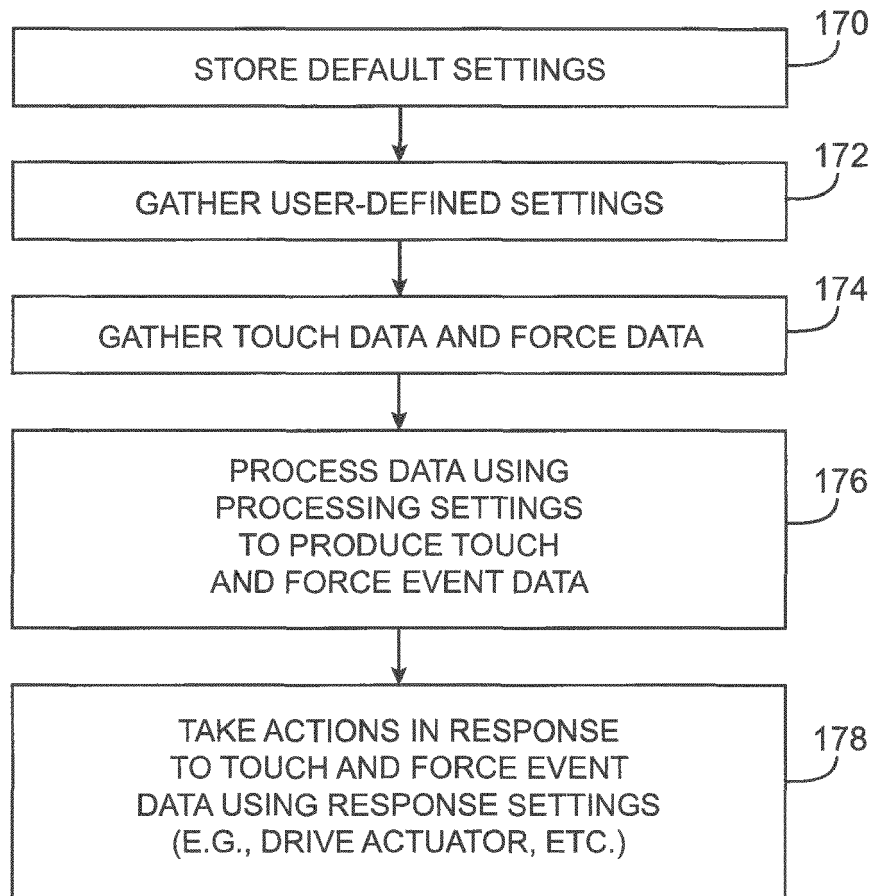 170
STORE DEFAULT SETTINGS
172
GATHER USER-DEFINED SETTINGS
174
GATHER TOUCH DATA AND FORCE DATA
PROCESS DATA USING
PROCESSING SETTINGS
176
TO PRODUCE TOUCH
AND FORCE EVENT DATA
TAKE ACTIONS IN RESPONSE
178
TO TOUCH AND FORCE EVENT
DATA USING RESPONSE SETTINGS
(E.G., DRIVE ACTUATOR, ETC.)